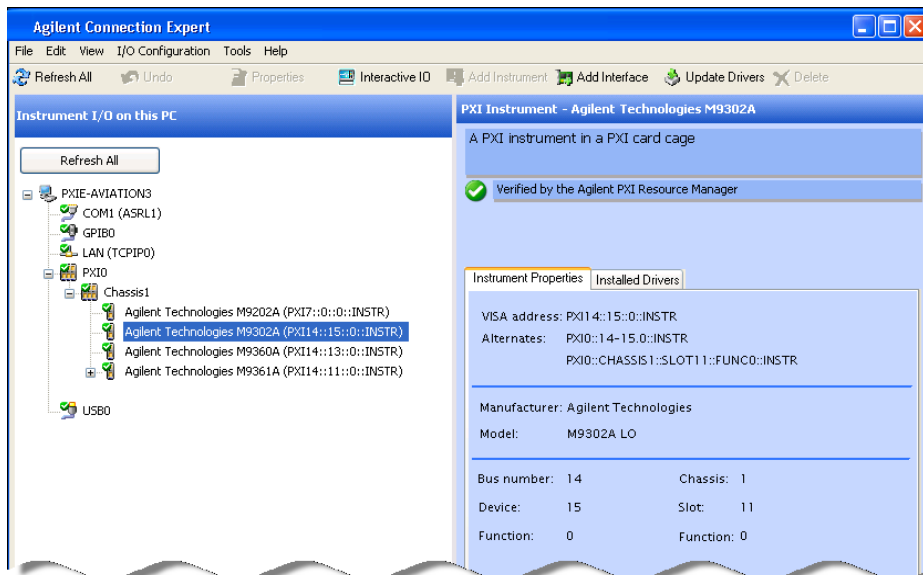 Agilent Connection Expert
File Edit View I/O Configuration Tools Help
Refresh All Undo Properties Interactive IO Add Instrument Add Interface Update Drivers Delete
Instrument I/O on this PC
Refresh All
PXIE-AVIATION3
COM1 (ASRL1)
GPIB0
LAN (TCPIP0)
PXI0
Chassis1
Agilent Technologies M9202A (PXI7::0::0::INSTR)
Agilent Technologies M9302A (PXI14::15::0::INSTR)
Agilent Technologies M9360A (PXI14::13::0::INSTR)
Agilent Technologies M9361A (PXI14::11::0::INSTR)
USB0
PXI Instrument - Agilent Technologies M9302A
A PXI instrument in a PXI card cage
Verified by the Agilent PXI Resource Manager
Instrument Properties Installed Drivers
VISA address: PXI14::15::0::INSTR
Alternates: PXI0::14-15.0::INSTR
PXI0::CHASSIS1::SLOT11::FUNC0::INSTR
Manufacturer: Agilent Technologies
Model: M9302A LO
Bus number: 14 Chassis: 1
Device: 15 Slot: 11
Function: 0 Function: 0